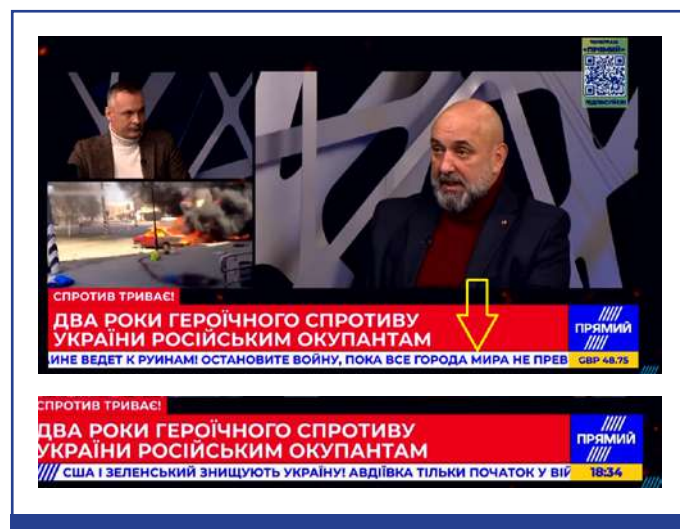 «ПРЯМИЙ»
СПРОТИВ ТРИВАЄ!
ДВА РОКИ ГЕРОЇЧНОГО СПРОТИВУ
УКРАЇНИ РОСІЙСЬКИМ ОКУПАНТАМ
ПРЯМИЙ
ИНЕ ВЕДЕТ К РУИНАМ! ОСТАНОВИТЕ ВОЙНУ, ПОКА ВСЕ ГОРОДА МИРА НЕ ПРЕВ
GBP 48.75
СПРОТИВ ТРИВАЄ!
ДВА РОКИ ГЕРОЇЧНОГО СПРОТИВУ
УКРАЇНИ РОСІЙСЬКИМ ОКУПАНТАМ
ПРЯМИЙ
США І ЗЕЛЕНСЬКИЙ ЗНИЩУЮТЬ УКРАЇНУ! АВДІЇВКА ТІЛЬКИ ПОЧАТОК У ВІЙ
18:34